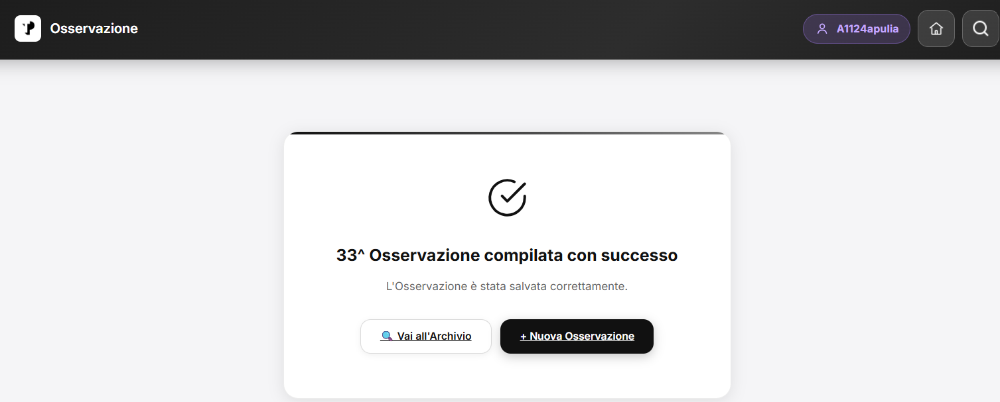 Osservazione
A1124apulia
33^ Osservazione compilata con successo
L'Osservazione è stata salvata correttamente.
Vai all'Archivio
+ Nuova Osservazione